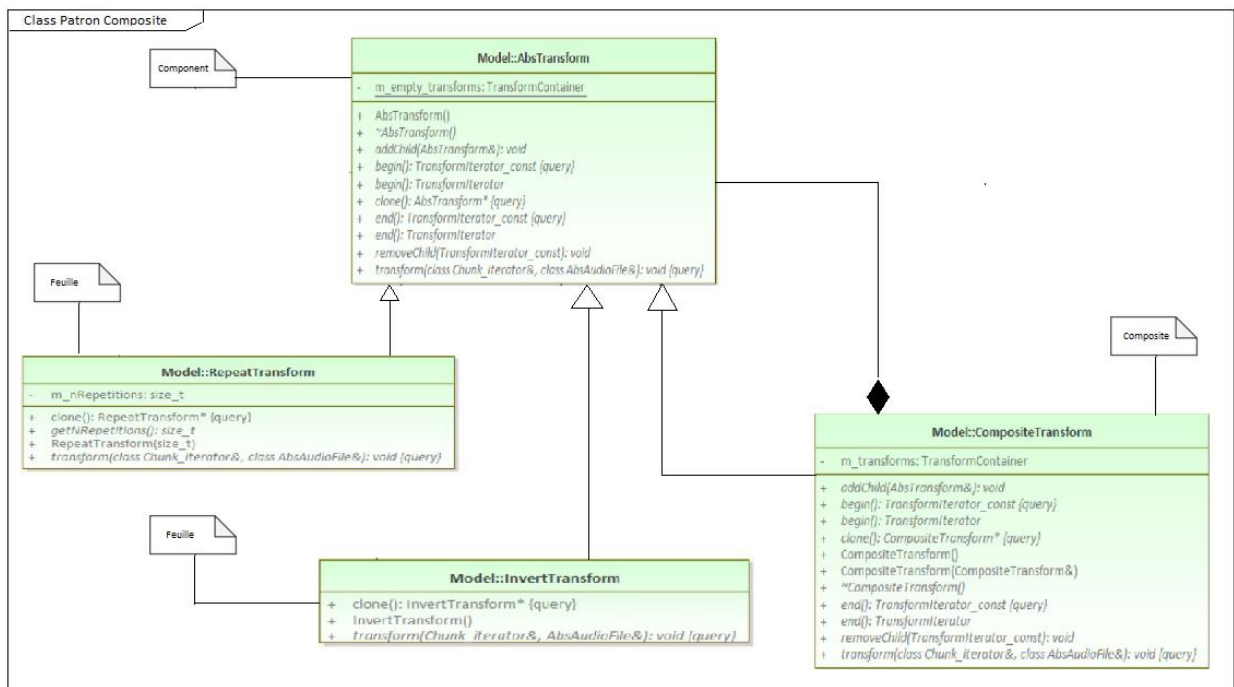 Class Patron Composite
Component
Model::AbsTransform
- m_empty_transforms: TransformContainer
+ AbsTransform()
+ ~AbsTransform()
+ addChild(AbsTransform&): void
+ begin(): TransformIterator_const {query}
+ begin(): TransformIterator
+ clone(): AbsTransform* {query}
+ end(): TransformIterator_const {query}
+ end(): TransformIterator
+ removeChild(TransformIterator_const): void
+ transform(class Chunk_iterator&, class AbsAudioFile&): void {query}
Feuille
Model::RepeatTransform
- m_nRepetitions: size_t
+ clone(): RepeatTransform* {query}
+ getNRepetitions(): size_t
+ RepeatTransform(size_t)
+ transform(class Chunk_iterator&, class AbsAudioFile&): void {query}
Feuille
Model::InvertTransform
+ clone(): InvertTransform* {query}
+ InvertTransform()
+ transform(Chunk_iterator&, AbsAudioFile&): void {query}
Composite
Model::CompositeTransform
- m_transforms: TransformContainer
+ addChild(AbsTransform&): void
+ begin(): TransformIterator_const {query}
+ begin(): TransformIterator
+ clone(): CompositeTransform* {query}
+ CompositeTransform()
+ CompositeTransform(CompositeTransform&)
+ ~CompositeTransform()
+ end(): TransformIterator_const {query}
+ end(): TransformIterator
+ removeChild(TransformIterator_const): void
+ transform(class Chunk_iterator&, class AbsAudioFile&): void {query}